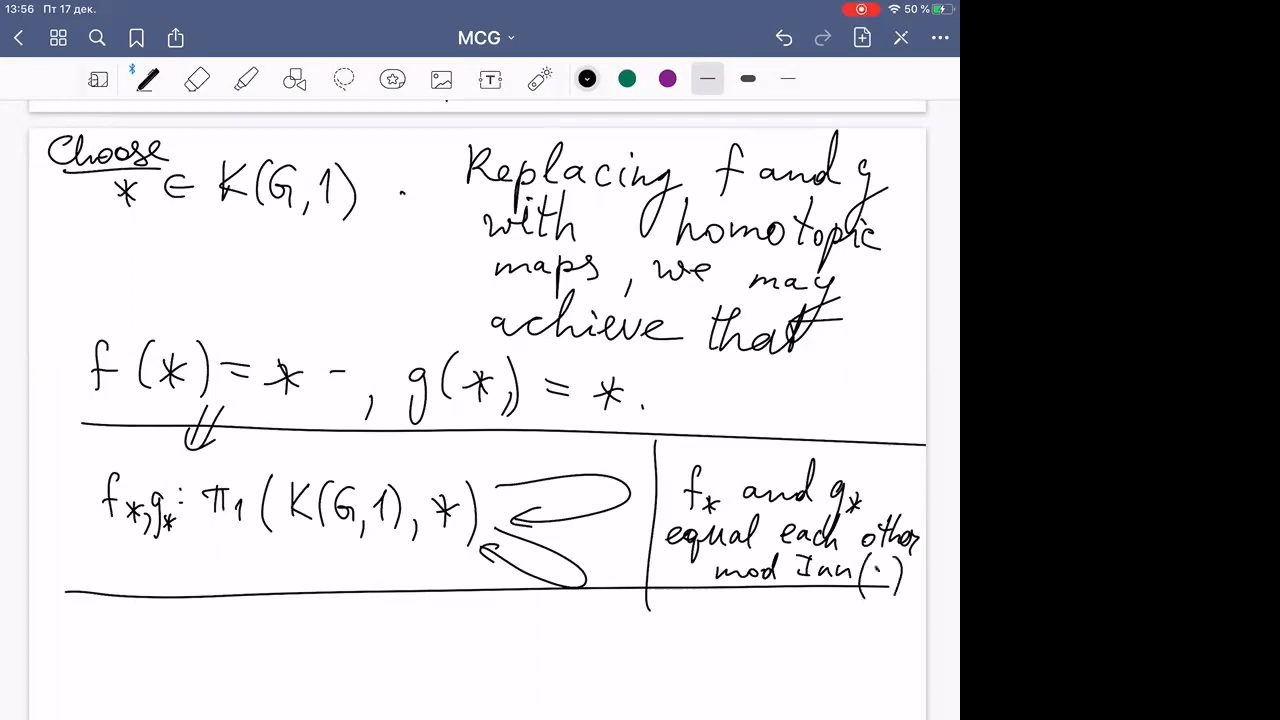 13:56 Пт 17 дек.
50 %
MCG
T
Choose
* ∈ K(G,1) .
Replacing f and g
with homotopic
maps, we may
achieve that
f(*) = * - , g(*) = * .
⇓
f*, g* : π₁(K(G,1), *)
f* and g*
equal each other
mod Inn(·)